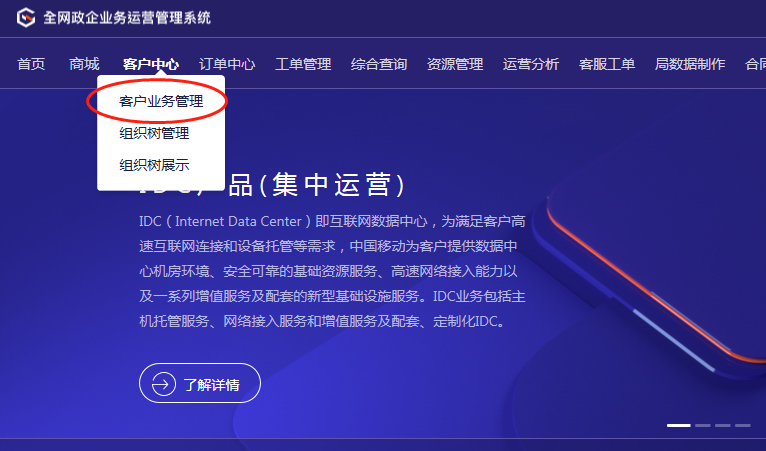 全网政企业务运营管理系统
首页 商城 客户中心 订单中心 工单管理 综合查询 资源管理 运营分析 客服工单 局数据制作 合同
客户业务管理
组织树管理
组织树展示
品(集中运营)
IDC（Internet Data Center）即互联网数据中心，为满足客户高
速互联网连接和设备托管等需求，中国移动为客户提供数据中
心机房环境、安全可靠的基础资源服务、高速网络接入能力以
及一系列增值服务及配套的新型基础设施服务。IDC业务包括主
机托管服务、网络接入服务和增值服务及配套、定制化IDC。
了解详情